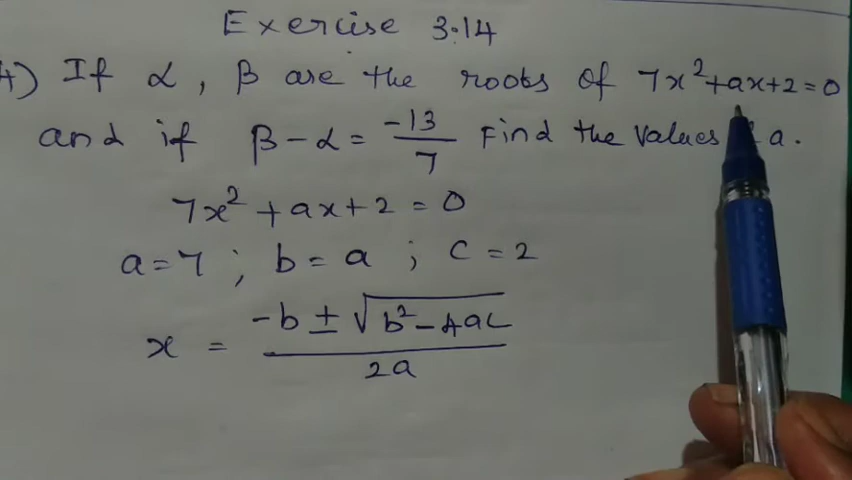 Exercise 3.14
4) If α, β are the roots of 7x²+ax+2=0
and if β-α = -13/7 Find the values a.
7x² + ax + 2 = 0
a=7 ; b = a ; c = 2
x = -b ± √b²-4ac / 2a